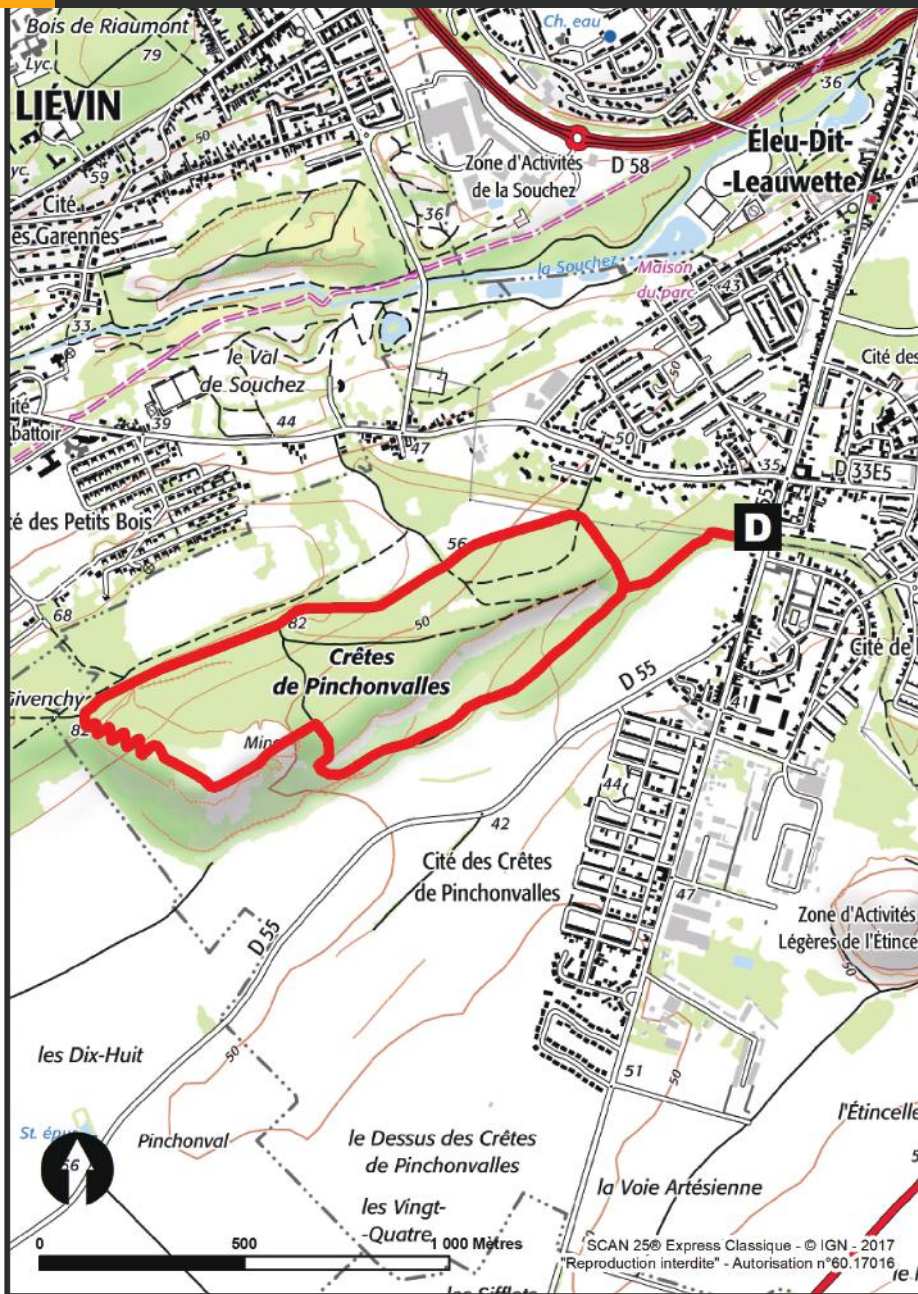 Bois de Riaumont
Ch. eau
79
Lyc.
36
LIÉVIN
50
Éleu-Dit-
-Leauwette
Zone d'Activités
de la Souchez
D 58
59
Cité
36
es Garennes
la Souchez
Maison
du parc
43
33
le Val
de Souchez
50
Cité des
ité
battoir
39
44
47
50
35
D 33E5
55
D
té des Petits Bois
56
68
82
50
Crêtes
de Pinchonvalles
D 55
Cité de
Givenchy
82
41
Mine
44
42
Cité des Crêtes
de Pinchonvalles
47
Zone d'Activités
Légères de l'Étince
D 55
50
les Dix-Huit
50
51
50
l'Étincelle
St. épu
Pinchonval
le Dessus des Crêtes
de Pinchonvalles
56
la Voie Artésienne
les Vingt-
-Quatre
0
500
1 000 Mètres
SCAN 25® Express Classique - © IGN - 2017
"Reproduction interdite" - Autorisation n°60.17016
les Sifflets